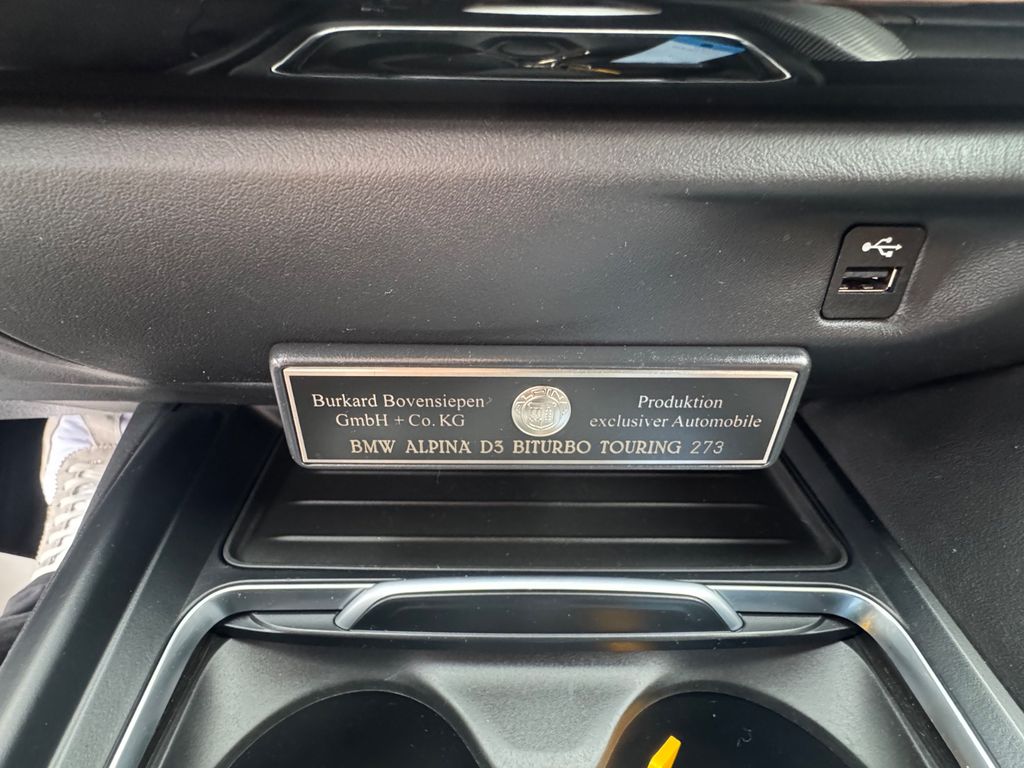 Burkard Bovensiepen
GmbH + Co. KG
Produktion
exclusiver Automobile
BMW ALPINA D3 BITURBO TOURING 273